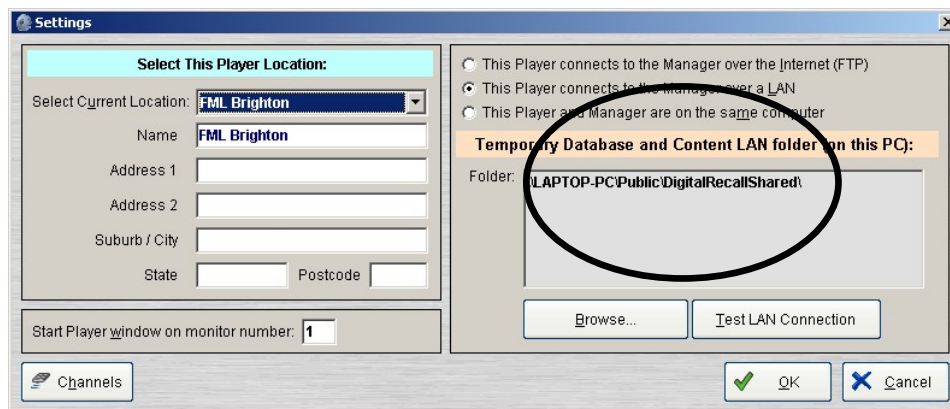 Settings
Select This Player Location:
Select Current Location: FML Brighton
Name FML Brighton
Address 1
Address 2
Suburb / City
State Postcode
Start Player window on monitor number: 1
Channels
This Player connects to the Manager over the Internet (FTP)
This Player connects to the Manager over a LAN
This Player and Manager are on the same computer
Temporary Database and Content LAN folder (on this PC):
Folder: \LAPTOP-PC\Public\DigitalRecallShared\
Browse... Test LAN Connection
OK Cancel